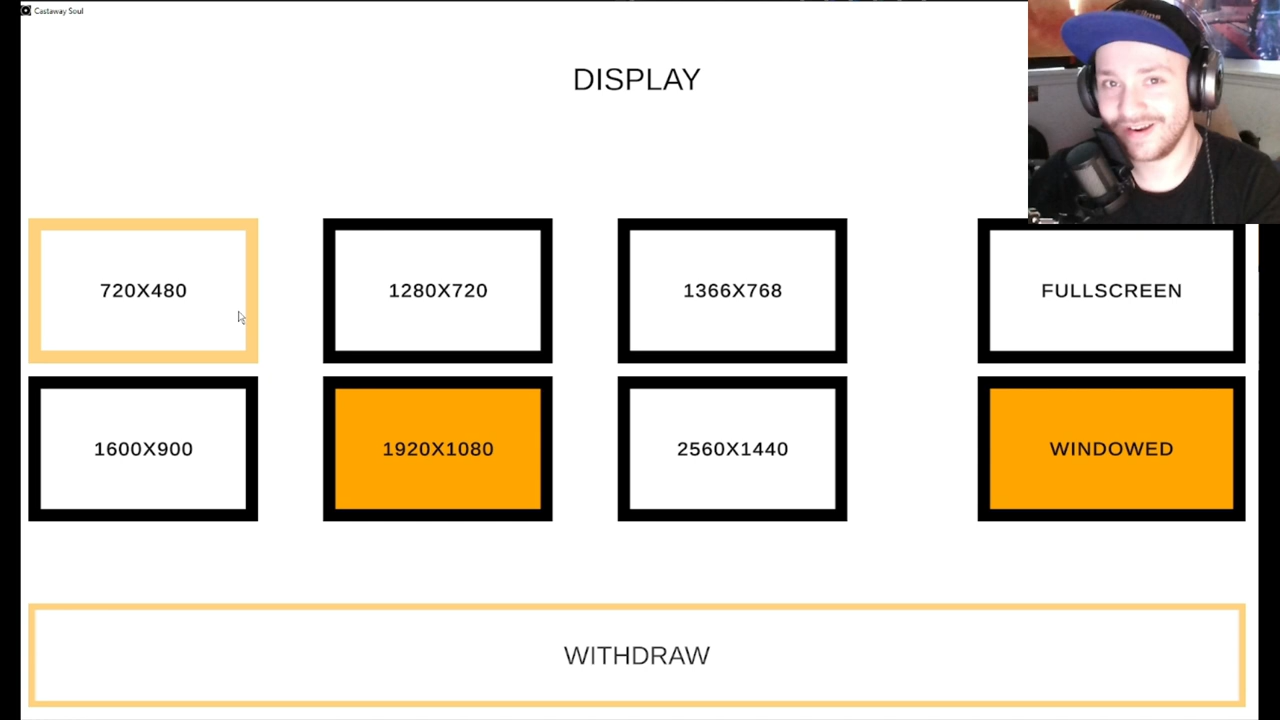 Castaway Soul
DISPLAY
720X480
1280X720
1366X768
FULLSCREEN
1600X900
1920X1080
2560X1440
WINDOWED
WITHDRAW